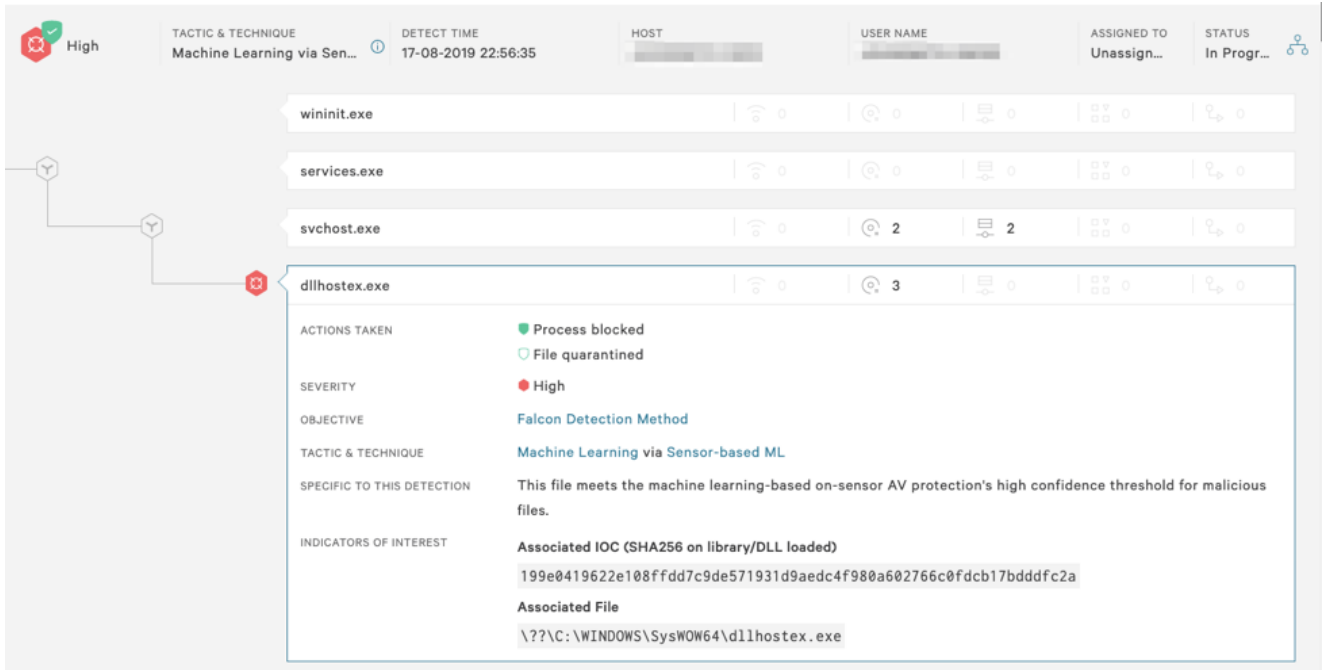 High
TACTIC & TECHNIQUE
Machine Learning via Sen...
DETECT TIME
17-08-2019 22:56:35
HOST
USER NAME
ASSIGNED TO
Unassign...
STATUS
In Progr...
wininit.exe 0 0 0 0 0
services.exe 0 0 0 0 0
svchost.exe 0 2 2 0 0
dllhostex.exe 0 3 0 0 0
ACTIONS TAKEN Process blocked
File quarantined
SEVERITY High
OBJECTIVE Falcon Detection Method
TACTIC & TECHNIQUE Machine Learning via Sensor-based ML
SPECIFIC TO THIS DETECTION This file meets the machine learning-based on-sensor AV protection's high confidence threshold for malicious
files.
INDICATORS OF INTEREST Associated IOC (SHA256 on library/DLL loaded)
199e0419622e108ffdd7c9de571931d9aedc4f980a602766c0fdcb17bdddfc2a
Associated File
\??\C:\WINDOWS\SysWOW64\dllhostex.exe